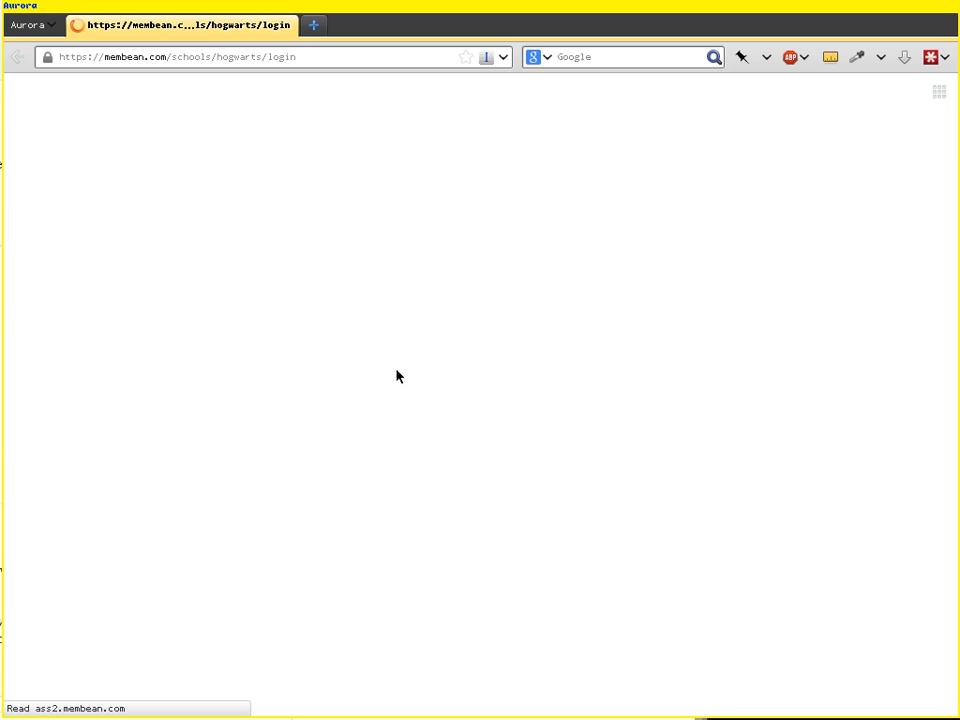 Aurora
Aurora https://membean.c...ls/hogwarts/login
https://membean.com/schools/hogwarts/login Google
Read ass2.membean.com